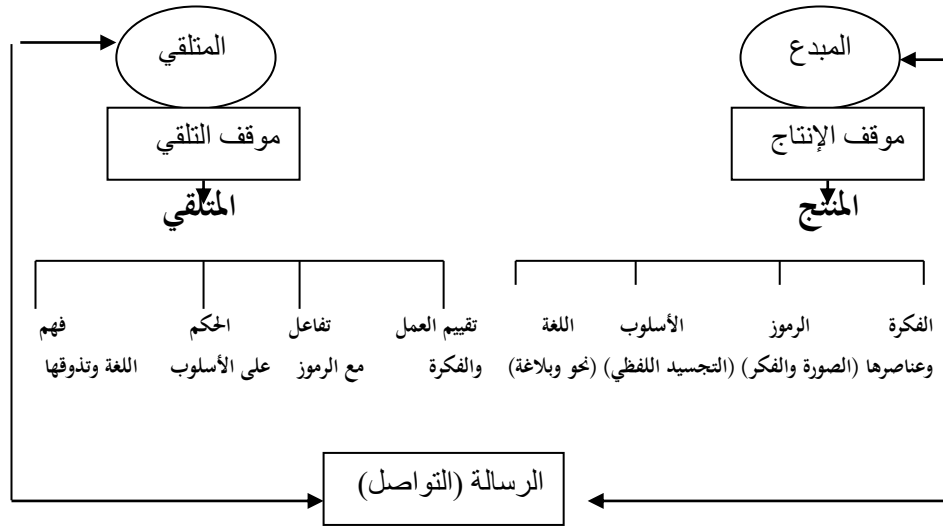 المبدع
المتلقي
موقف الإنتاج
موقف التلقي
المنتج
المتلقي
الفكرة الرموز الأسلوب اللغة
وعناصرها (الصورة والفكر) (التجسيد اللفظي) (نحو وبلاغة)
تقييم العمل تفاعل الحكم فهم
والفكرة مع الرموز على الأسلوب اللغة وتذوقها
الرسالة (التواصل)